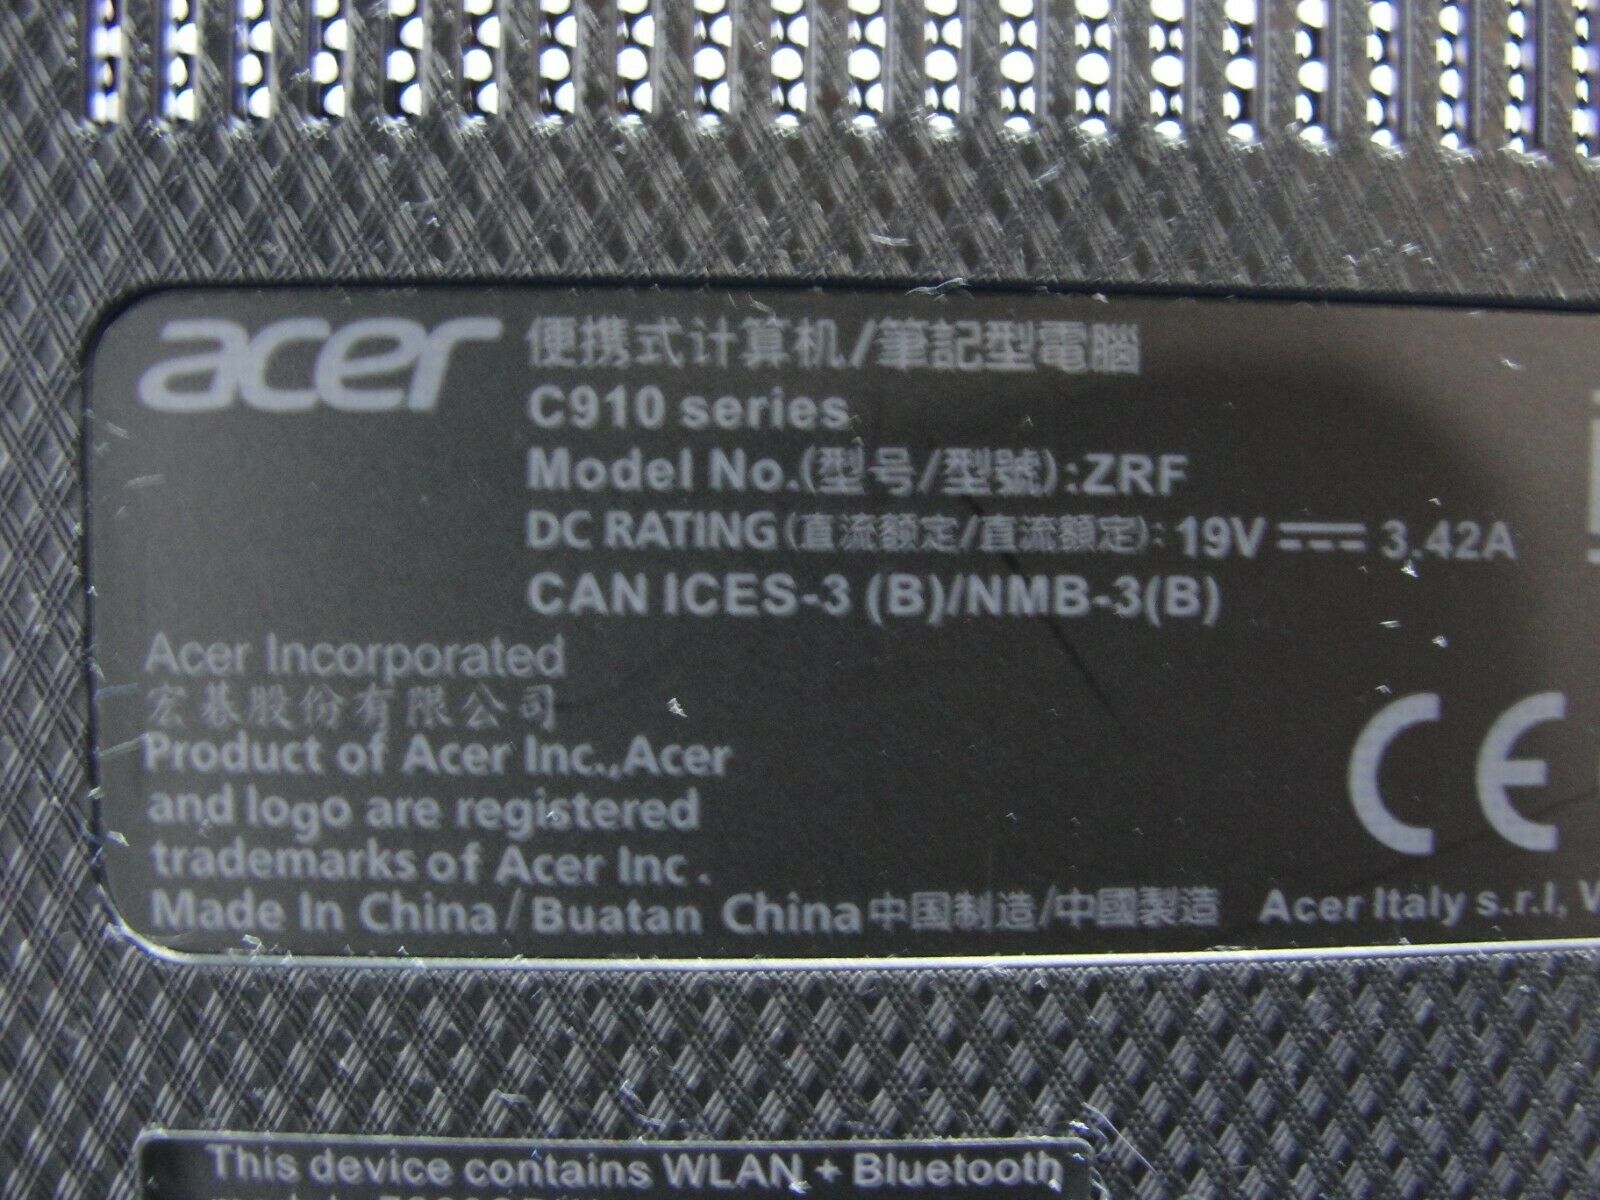 acer 便携式计算机/筆記型電腦
C910 series
Model No.(型号/型號):ZRF
DC RATING(直流额定/直流額定): 19V 3.42A
CAN ICES-3 (B)/NMB-3(B)
Acer Incorporated
宏碁股份有限公司
Product of Acer Inc.,Acer
and logo are registered
trademarks of Acer Inc.
CE
Made In China/Buatan China中国制造/中國製造 Acer Italy s.r.l,
This device contains WLAN + Bluetooth